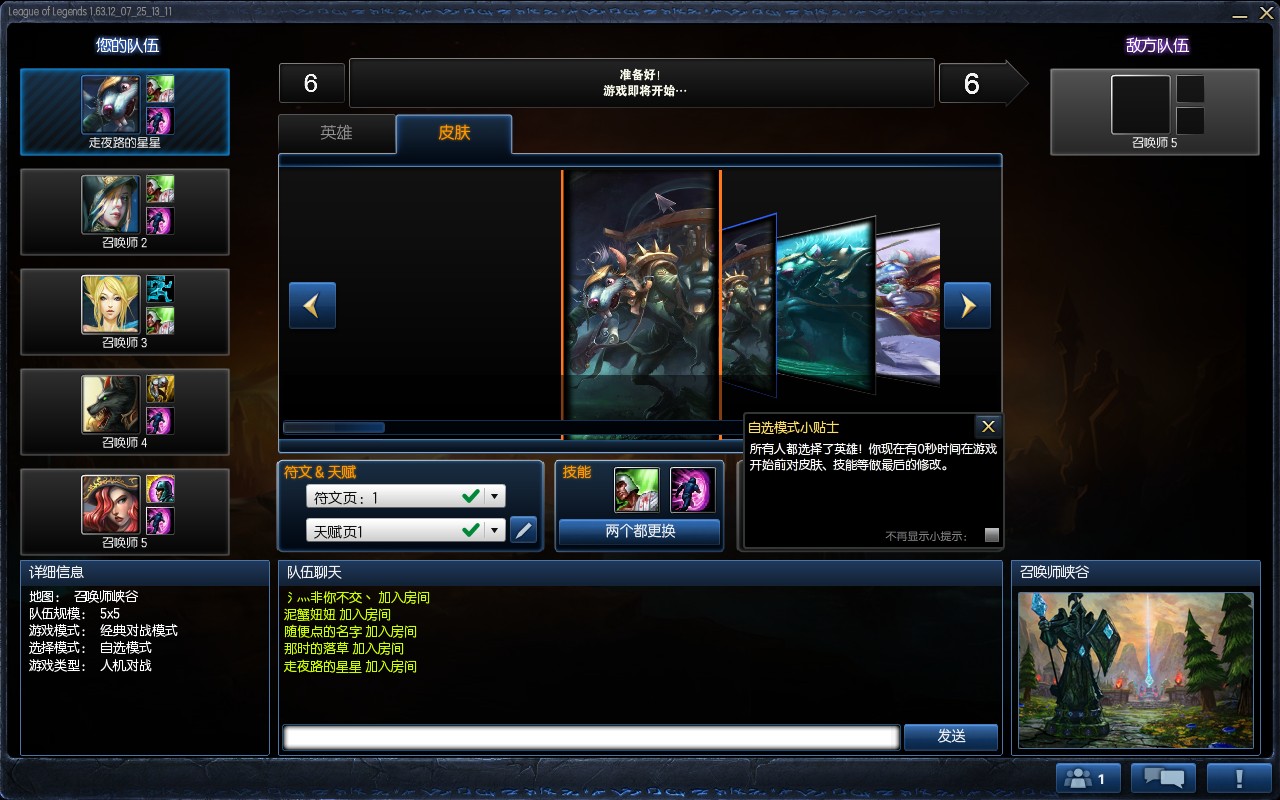 League of Legends 1.63.12_07_25_13_11
您的队伍
敌方队伍
6
准备好!
游戏即将开始…
6
英雄
皮肤
走夜路的星星
召唤师 2
召唤师 3
召唤师 4
召唤师 5
召唤师 5
自选模式小贴士
所有人都选择了英雄!你现在有0秒时间在游戏
开始前对皮肤、技能等做最后的修改。
不再显示小提示:
符文 & 天赋
符文页:1
天赋页1
技能
两个都更换
详细信息
地图: 召唤师峡谷
队伍规模: 5x5
游戏模式: 经典对战模式
选择模式: 自选模式
游戏类型: 人机对战
队伍聊天
氵灬非你不交丶 加入房间
泥蟹妞妞 加入房间
随便点的名字 加入房间
那时的落草 加入房间
走夜路的星星 加入房间
发送
召唤师峡谷
1